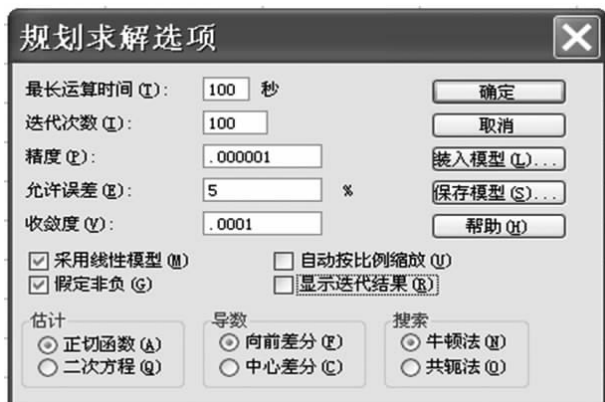 规划求解选项
最长运算时间(T): 100 秒 确定
迭代次数(I): 100 取消
精度(P): .000001 装入模型(L)...
允许误差(E): 5 % 保存模型(S)...
收敛度(V): .0001 帮助(H)
采用线性模型(M) 自动按比例缩放(U)
假定非负(G) 显示迭代结果(R)
估计 导数 搜索
正切函数(A) 向前差分(F) 牛顿法(N)
二次方程(Q) 中心差分(C) 共轭法(O)